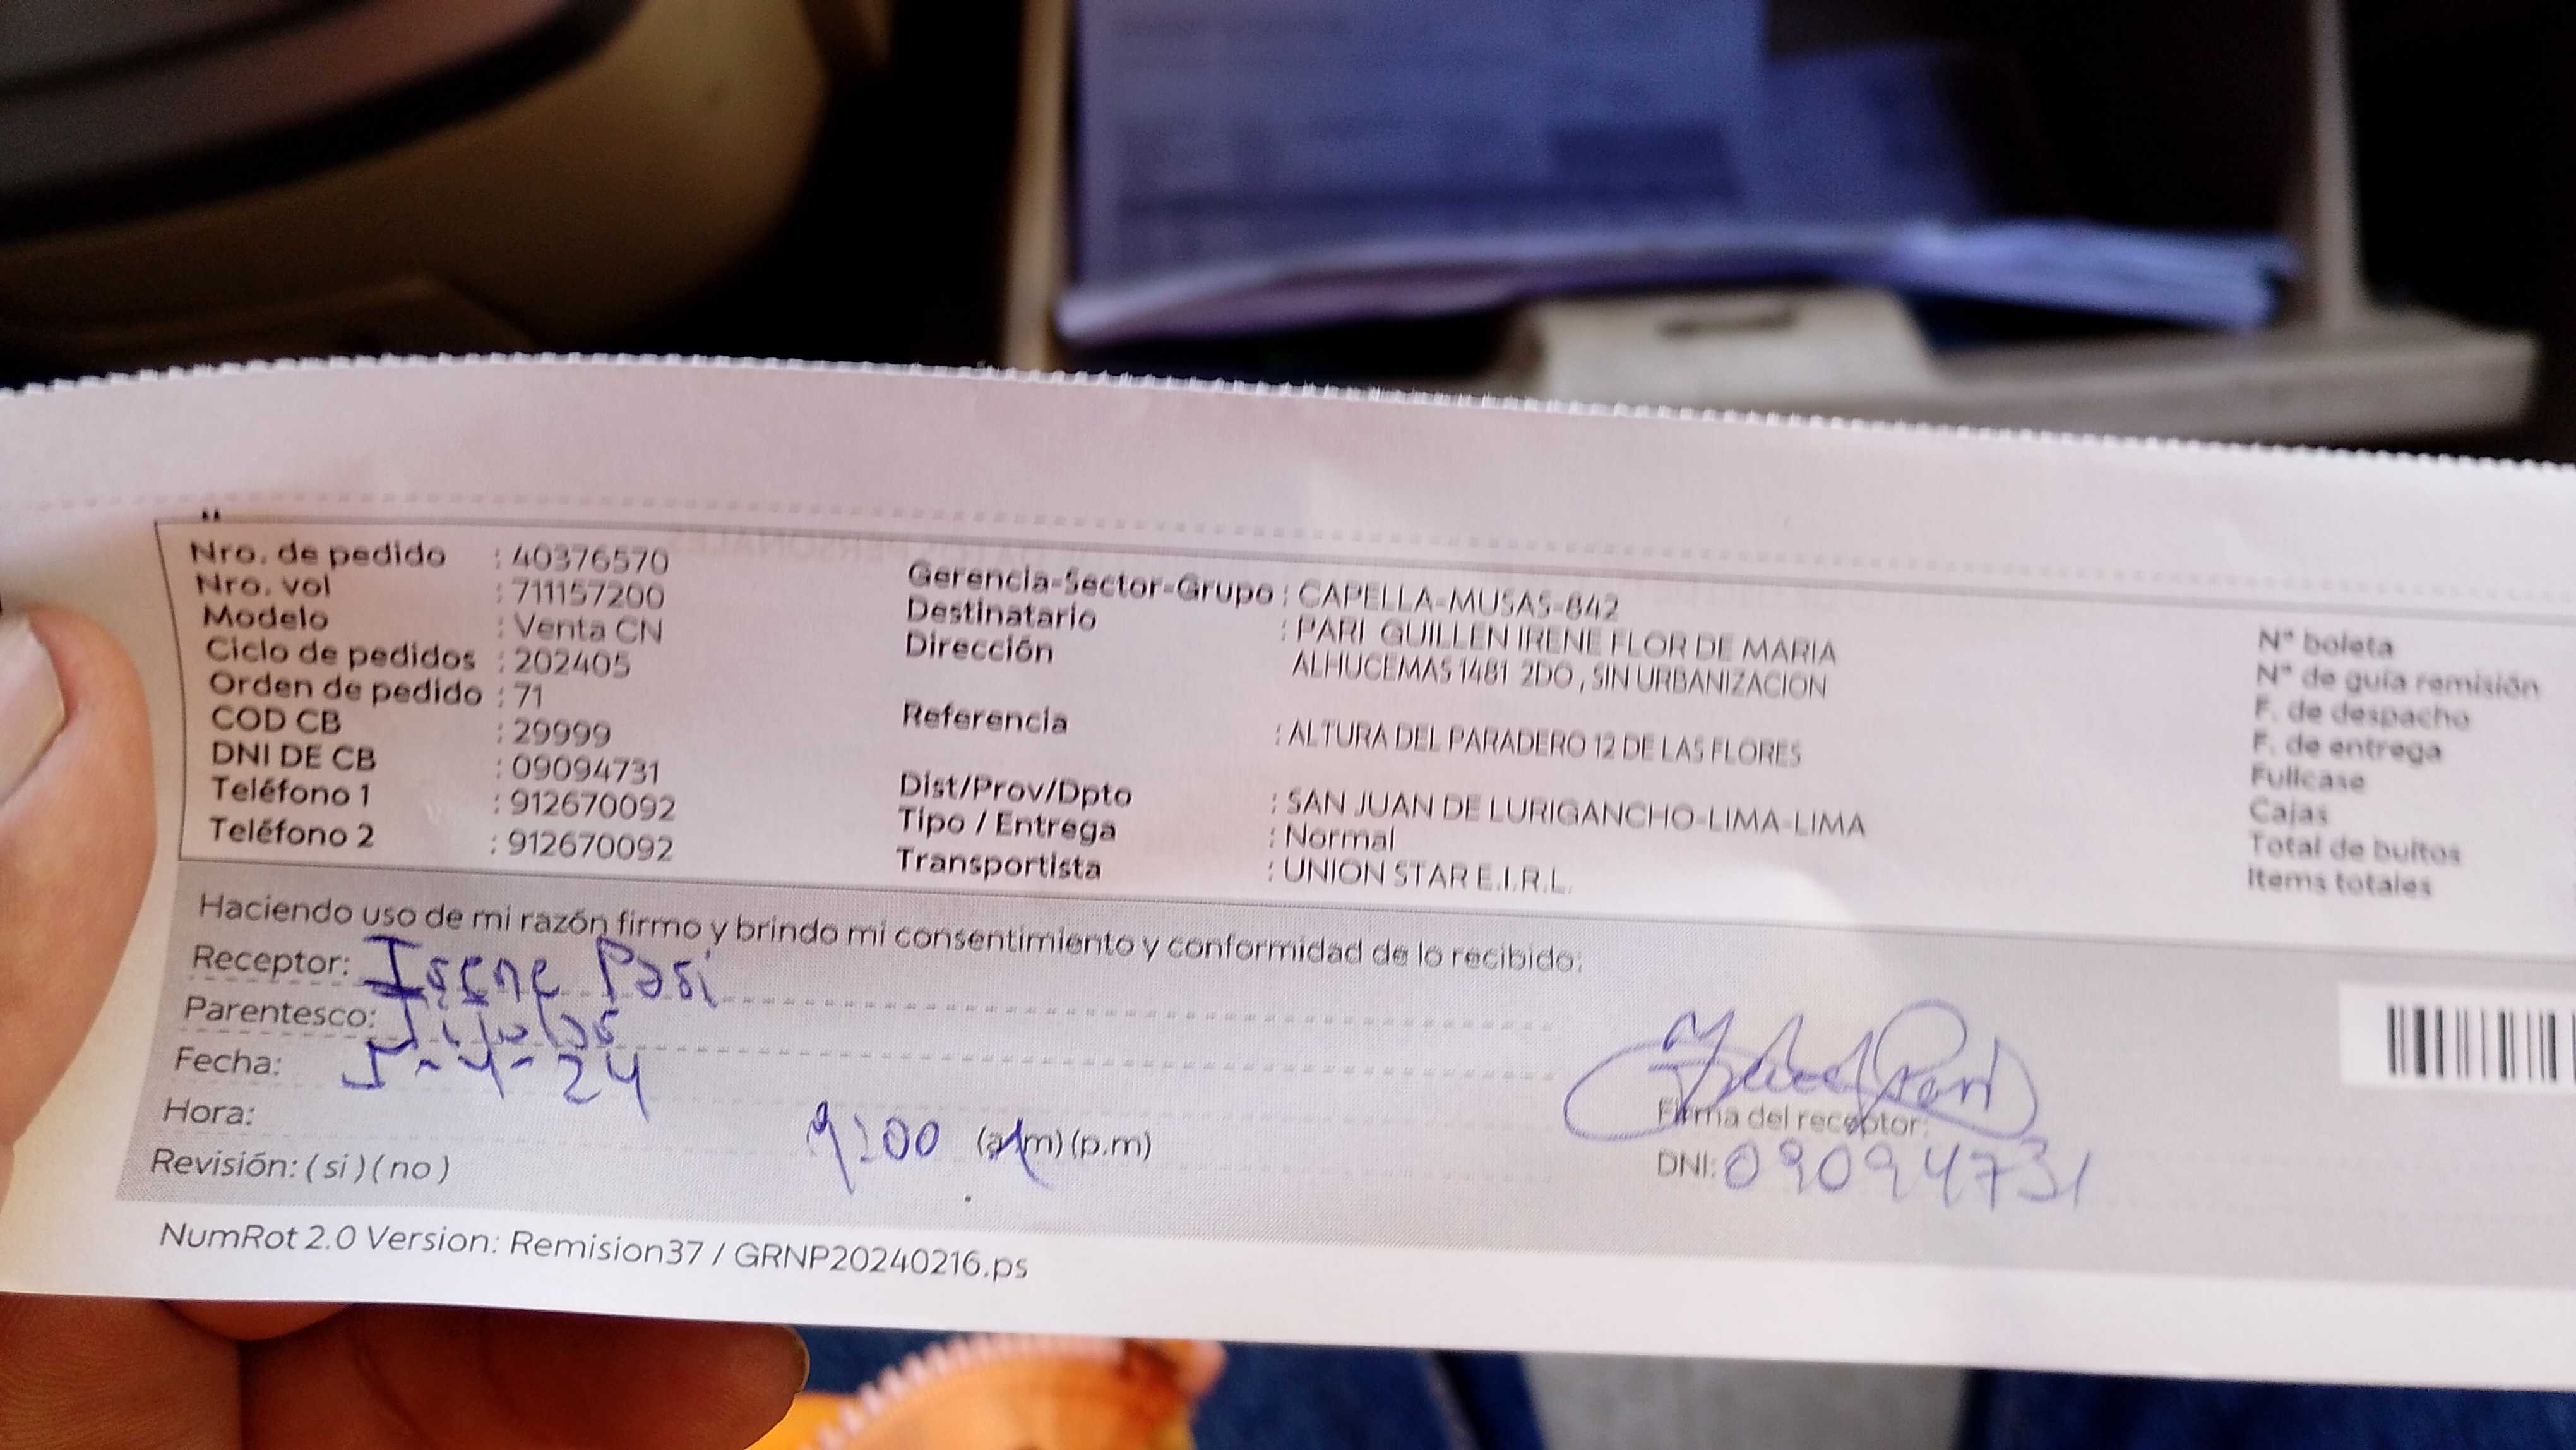 Nro. de pedido : 40376570
Nro. vol : 711157200
Modelo : Venta CN
Ciclo de pedidos : 202405
Orden de pedido : 71
COD CB : 29999
DNI DE CB : 09094731
Teléfono 1 : 912670092
Teléfono 2 : 912670092
Gerencia-Sector-Grupo : CAPELLA-MUSAS-842
Destinatario : PARI GUILLEN IRENE FLOR DE MARIA
Dirección ALHUCEMAS 1481 2DO , SIN URBANIZACION
Referencia : ALTURA DEL PARADERO 12 DE LAS FLORES
Dist/Prov/Dpto : SAN JUAN DE LURIGANCHO-LIMA-LIMA
Tipo / Entrega : Normal
Transportista : UNION STAR E.I.R.L.
N° boleta
N° de guía remisión
F. de despacho
F. de entrega
Fullcase
Cajas
Total de bultos
Items totales
Haciendo uso de mi razón firmo y brindo mi consentimiento y conformidad de lo recibido:
Receptor: Irene Pari
Parentesco: Titular
Fecha: 5-4-24
Hora: 9:00 (a.m) (p.m)
Revisión: ( si ) ( no )
Firma del receptor:
DNI: 09094731
NumRot 2.0 Version: Remision37 / GRNP20240216.ps